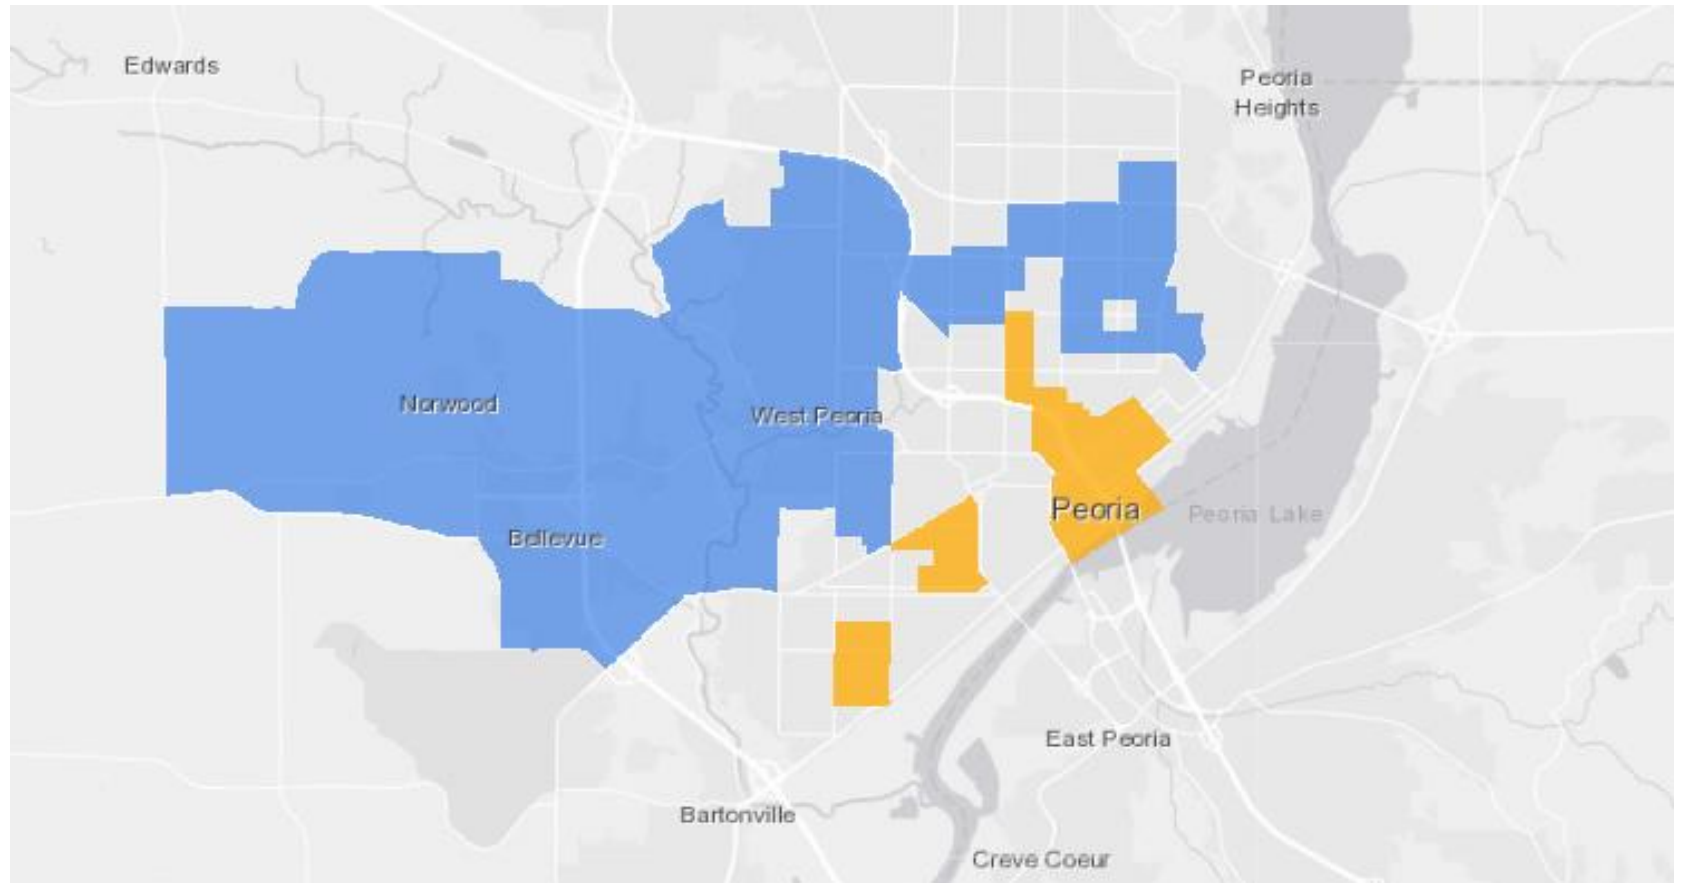 Edwards
Peoria
Heights
Norwood
West Peoria
Peoria
Peoria Lake
Bellevue
East Peoria
Bartonville
Creve Coeur